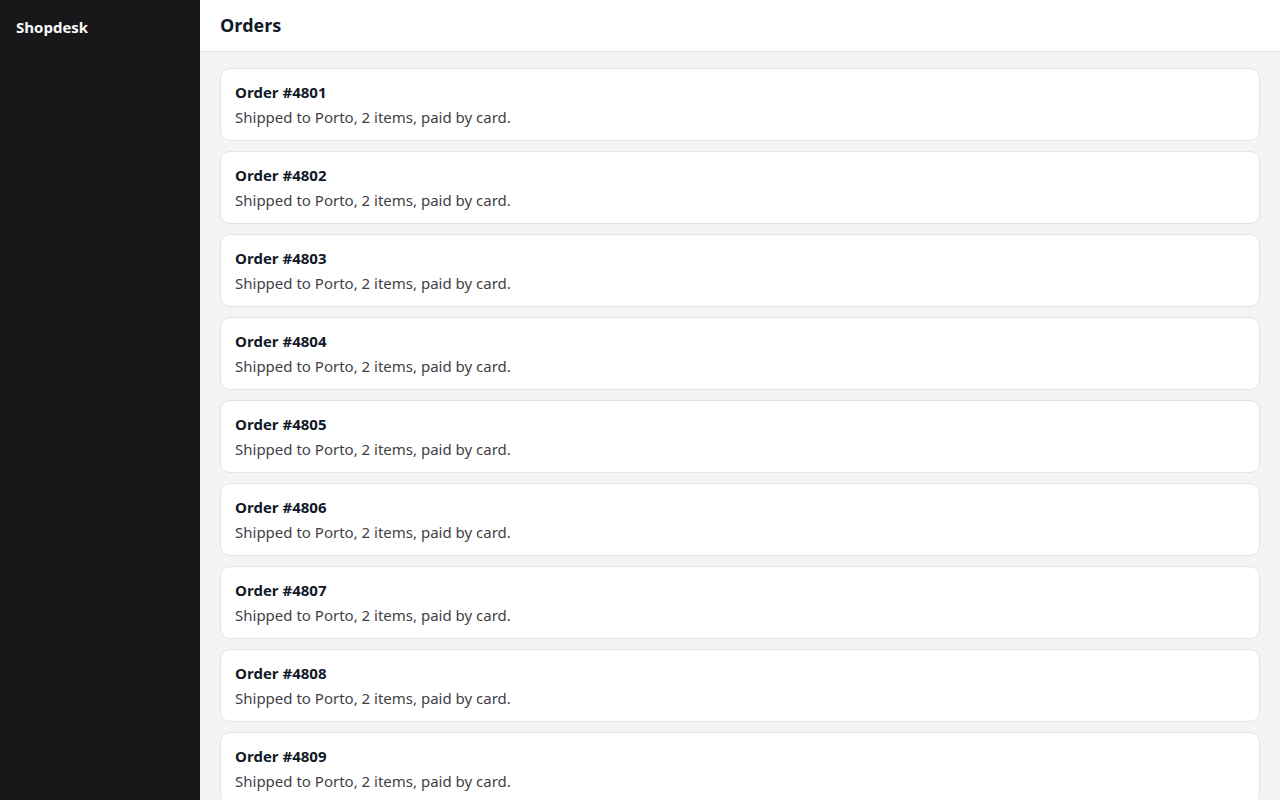 Shopdesk
Orders
Order #4801
Shipped to Porto, 2 items, paid by card.
Order #4802
Shipped to Porto, 2 items, paid by card.
Order #4803
Shipped to Porto, 2 items, paid by card.
Order #4804
Shipped to Porto, 2 items, paid by card.
Order #4805
Shipped to Porto, 2 items, paid by card.
Order #4806
Shipped to Porto, 2 items, paid by card.
Order #4807
Shipped to Porto, 2 items, paid by card.
Order #4808
Shipped to Porto, 2 items, paid by card.
Order #4809
Shipped to Porto, 2 items, paid by card.